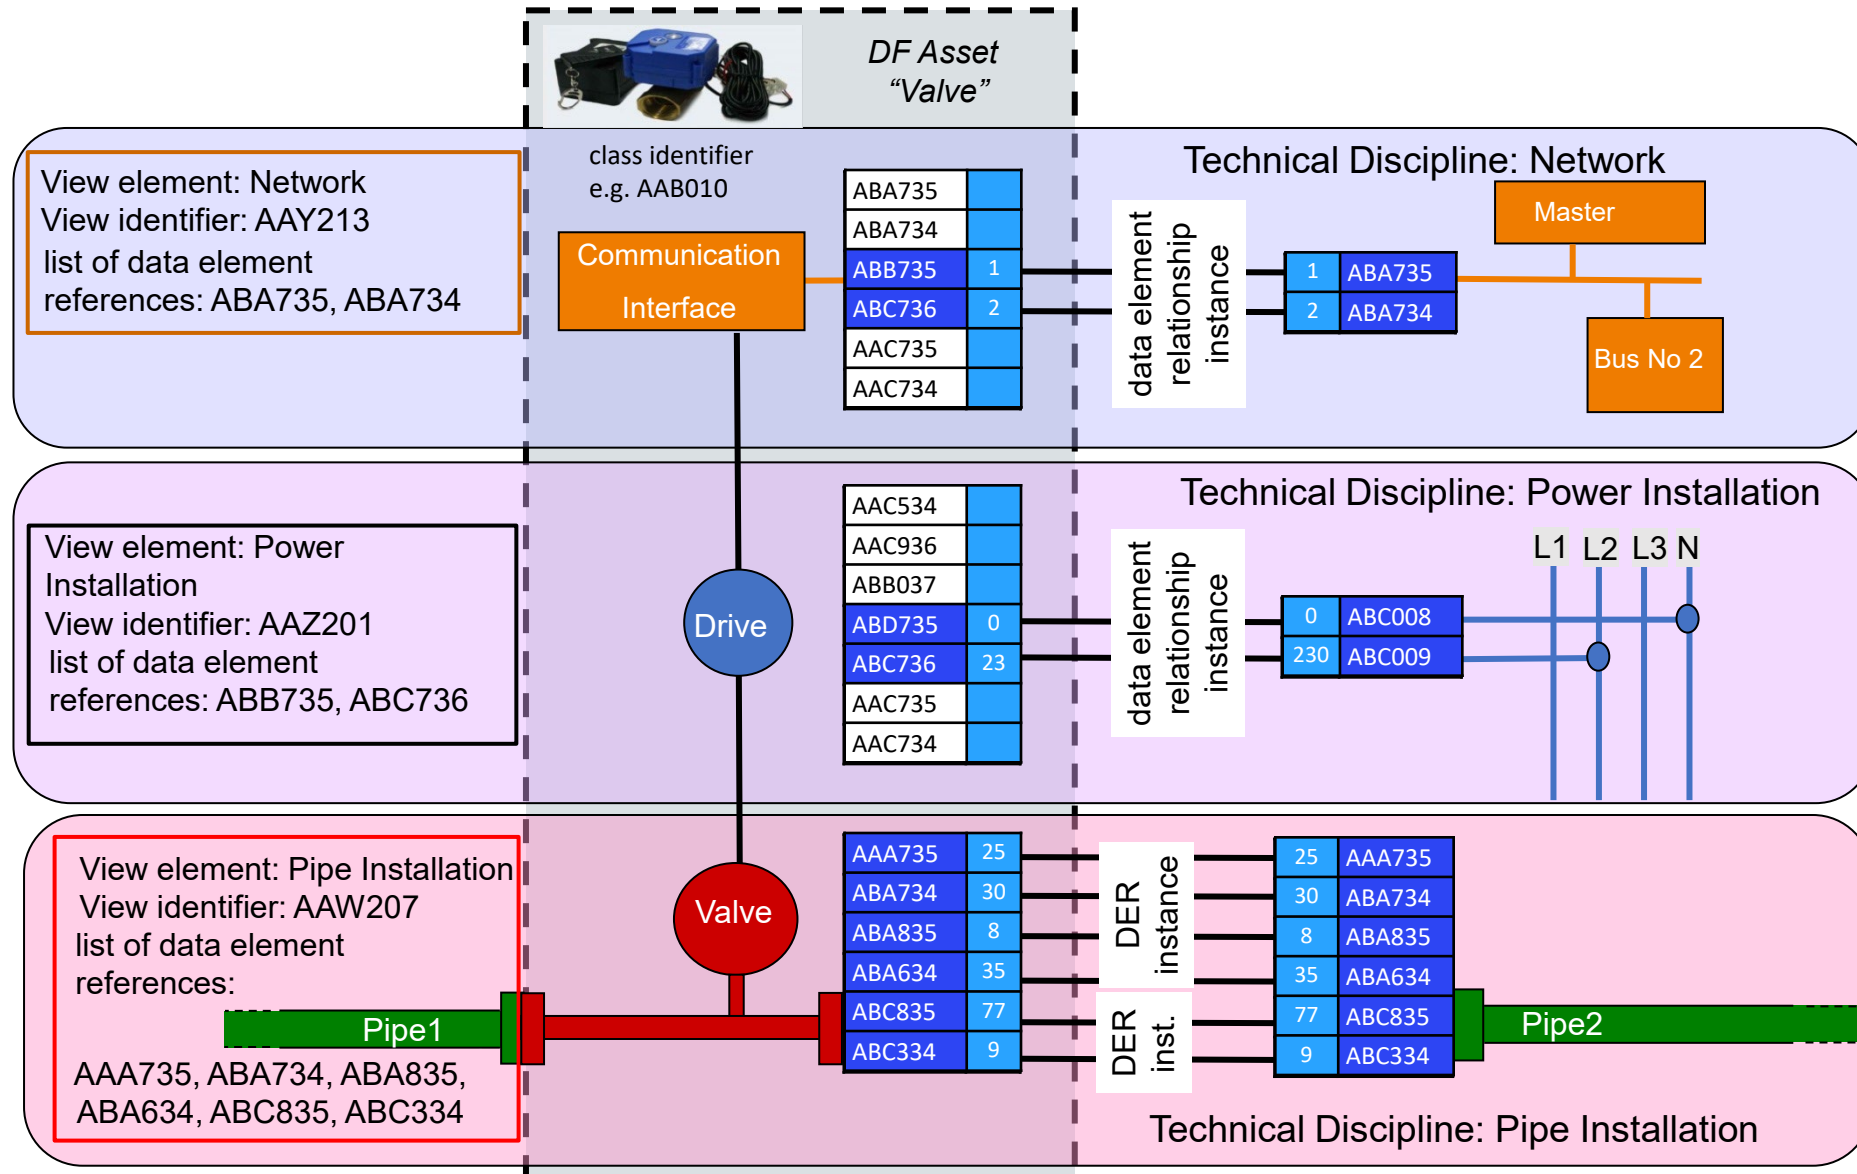 DF Asset
“Valve”
class identifier
e.g. AAB010
Technical Discipline: Network
View element: Network
View identifier: AAY213
list of data element
references: ABA735, ABA734
Communication
Interface
ABA735
ABA734
ABB735 1
ABC736 2
AAC735
AAC734
data element
relationship
instance
1 ABA735
2 ABA734
Master
Bus No 2
Technical Discipline: Power Installation
View element: Power
Installation
View identifier: AAZ201
list of data element
references: ABB735, ABC736
Drive
AAC534
AAC936
ABB037
ABD735 0
ABC736 23
AAC735
AAC734
data element
relationship
instance
0 ABC008
230 ABC009
L1 L2 L3 N
View element: Pipe Installation
View identifier: AAW207
list of data element
references:
Pipe1
AAA735, ABA734, ABA835,
ABA634, ABC835, ABC334
Valve
AAA735 25
ABA734 30
ABA835 8
ABA634 35
ABC835 77
ABC334 9
DER
instance
DER
inst.
25 AAA735
30 ABA734
8 ABA835
35 ABA634
77 ABC835
9 ABC334
Pipe2
Technical Discipline: Pipe Installation